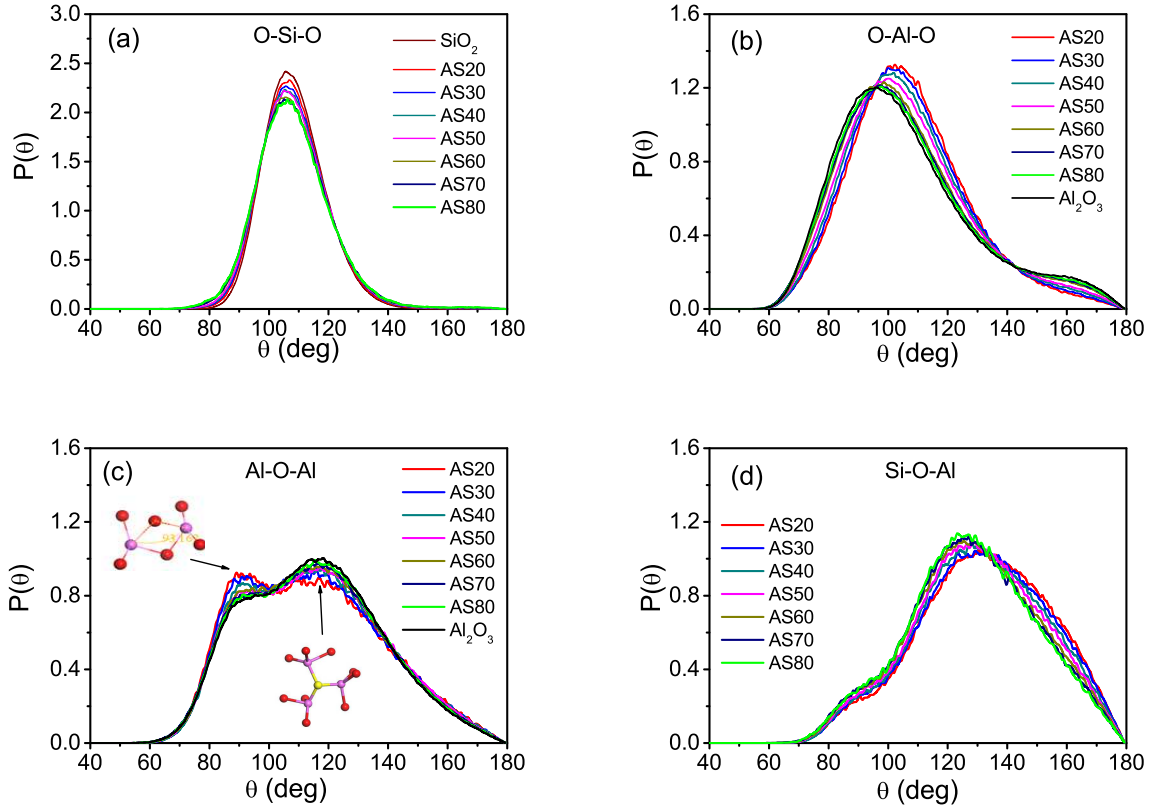 (a)
O-Si-O
SiO2
AS20
AS30
AS40
AS50
AS60
AS70
AS80
P(θ)
3.0
2.5
2.0
1.5
1.0
0.5
0.0
40 60 80 100 120 140 160 180
θ (deg)
(b)
O-Al-O
AS20
AS30
AS40
AS50
AS60
AS70
AS80
Al2O3
P(θ)
1.6
1.2
0.8
0.4
0.0
40 60 80 100 120 140 160 180
θ (deg)
(c)
Al-O-Al
AS20
AS30
AS40
AS50
AS60
AS70
AS80
Al2O3
P(θ)
1.6
1.2
0.8
0.4
0.0
40 60 80 100 120 140 160 180
θ (deg)
(d)
Si-O-Al
AS20
AS30
AS40
AS50
AS60
AS70
AS80
P(θ)
1.6
1.2
0.8
0.4
0.0
40 60 80 100 120 140 160 180
θ (deg)